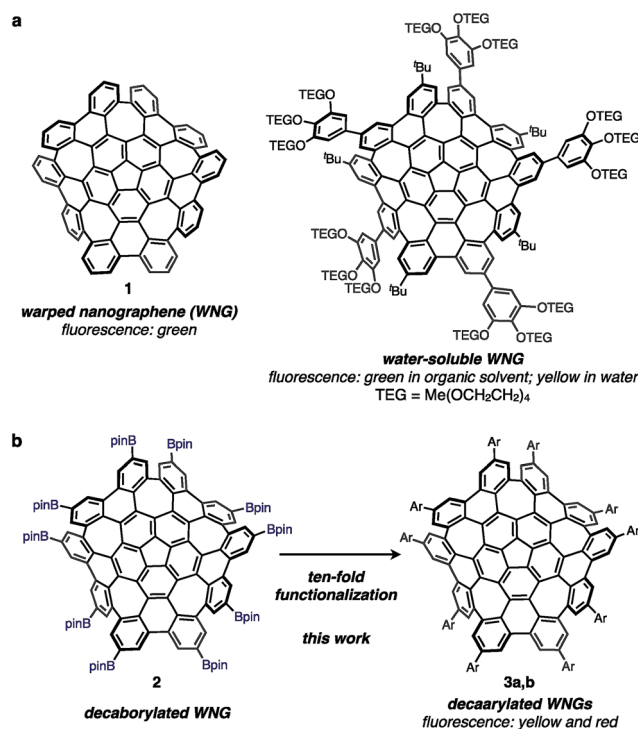 a
OTEG
TEGO
OTEG
tBu
OTEG
TEGO
TEGO
tBu
OTEG
OTEG
OTEG
tBu
TEGO
TEGO
OTEG
tBu
tBu
OTEG
OTEG
TEGO
1
warped nanographene (WNG)
fluorescence: green
water-soluble WNG
fluorescence: green in organic solvent; yellow in water
TEG = Me(OCH2CH2)4
b
pinB Bpin
pinB Bpin
pinB Bpin
pinB Bpin
pinB Bpin
2
decaborylated WNG
ten-fold
functionalization
this work
Ar Ar
Ar Ar
Ar Ar
Ar Ar
Ar Ar
3a,b
decaarylated WNGs
fluorescence: yellow and red